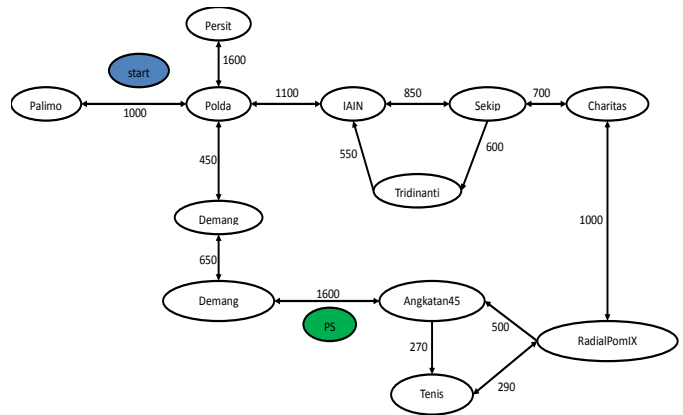 Persit
start
1600
Palimo
1000
Polda
1100
IAIN
850
Sekip
700
Charitas
450
550
600
Tridinanti
1000
Demang
650
Demang
1600
PS
Angkatan45
500
RadialPomIX
270
290
Tenis